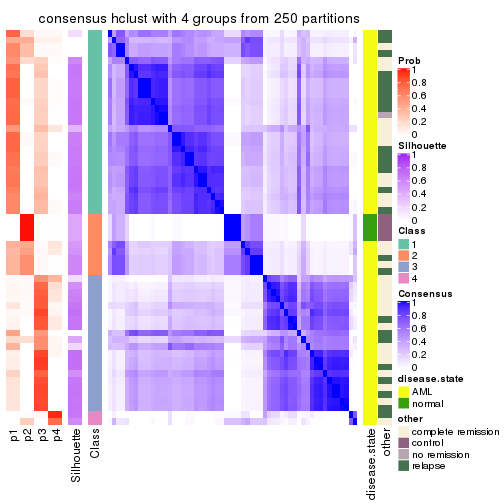 consensus hclust with 4 groups from 250 partitions
Prob
1
0.8
0.6
0.4
0.2
0
Silhouette
1
0.8
0.6
0.4
0.2
0
Class
1
2
3
4
Consensus
1
0.8
0.6
0.4
0.2
0
disease.state
AML
normal
other
complete remission
control
no remission
relapse
p1
p2
p3
p4
Silhouette
Class
disease.state
other